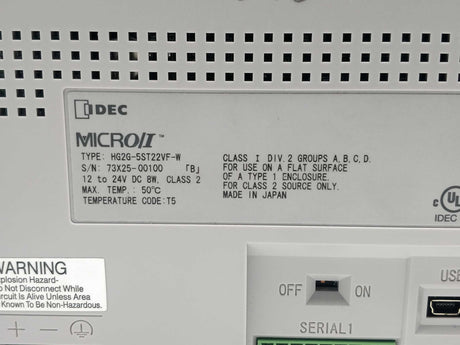 IDEC
MICRO/I™
TYPE: HG2G-5ST22VF-W
S/N: 73X25-00100 「B」
12 to 24V DC 8W, CLASS 2
MAX. TEMP.: 50°C
TEMPERATURE CODE:T5
CLASS I DIV.2 GROUPS A,B,C,D.
FOR USE ON A FLAT SURFACE
OF A TYPE 1 ENCLOSURE.
FOR CLASS 2 SOURCE ONLY.
MADE IN JAPAN
c UL
IDEC
WARNING
Explosion Hazard-
Do Not Disconnect While
Circuit Is Alive Unless Area
Known To Be Non-Hazardous.
+ −
OFF ON
SERIAL1
USB